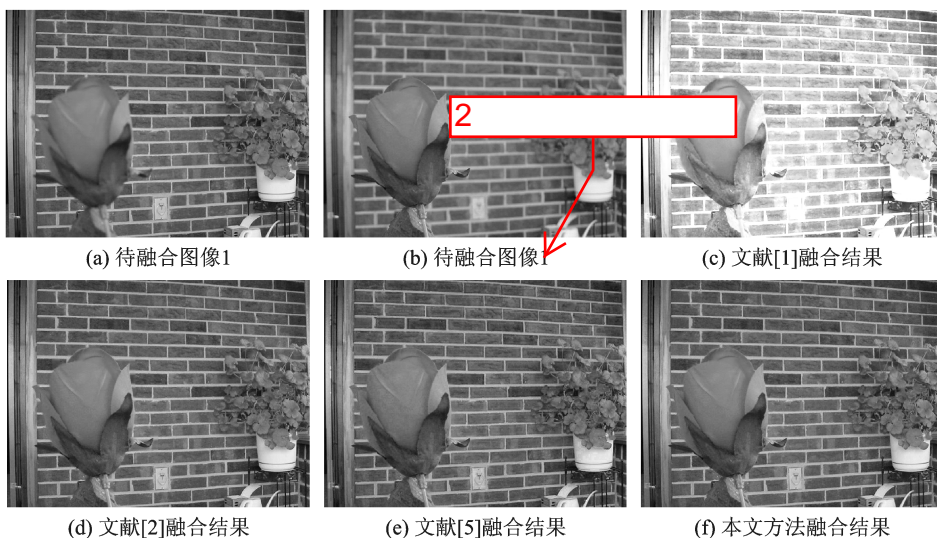 2
(a) 待融合图像1
(b) 待融合图像1
(c) 文献[1]融合结果
(d) 文献[2]融合结果
(e) 文献[5]融合结果
(f) 本文方法融合结果